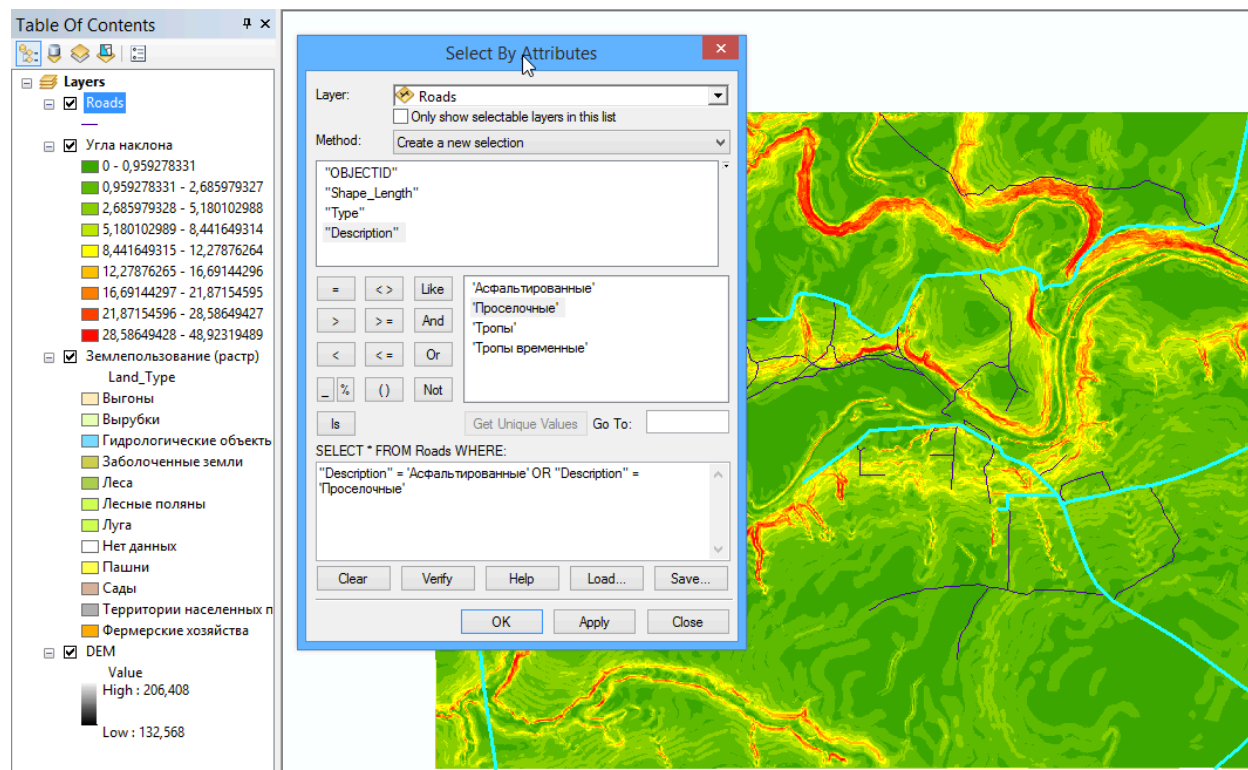 Table Of Contents
Layers
Roads
Угла наклона
0 - 0,959278331
0,959278331 - 2,685979327
2,685979328 - 5,180102988
5,180102989 - 8,441649314
8,441649315 - 12,27876264
12,27876265 - 16,69144296
16,69144297 - 21,87154595
21,87154596 - 28,58649427
28,58649428 - 48,92319489
Землепользование (растр)
Land_Type
Выгоны
Вырубки
Гидрологические объекть
Заболоченные земли
Леса
Лесные поляны
Луга
Нет данных
Пашни
Сады
Территории населенных п
Фермерские хозяйства
DEM
Value
High : 206,408
Low : 132,568
Select By Attributes
Layer: Roads
Only show selectable layers in this list
Method: Create a new selection
"OBJECTID"
"Shape_Length"
"Type"
"Description"
= <> Like
> >= And
< <= Or
_ % () Not
Is
'Асфальтированные'
'Проселочные'
'Тропы'
'Тропы временные'
Get Unique Values Go To:
SELECT * FROM Roads WHERE:
"Description" = 'Асфальтированные' OR "Description" =
'Проселочные'
Clear Verify Help Load... Save...
OK Apply Close